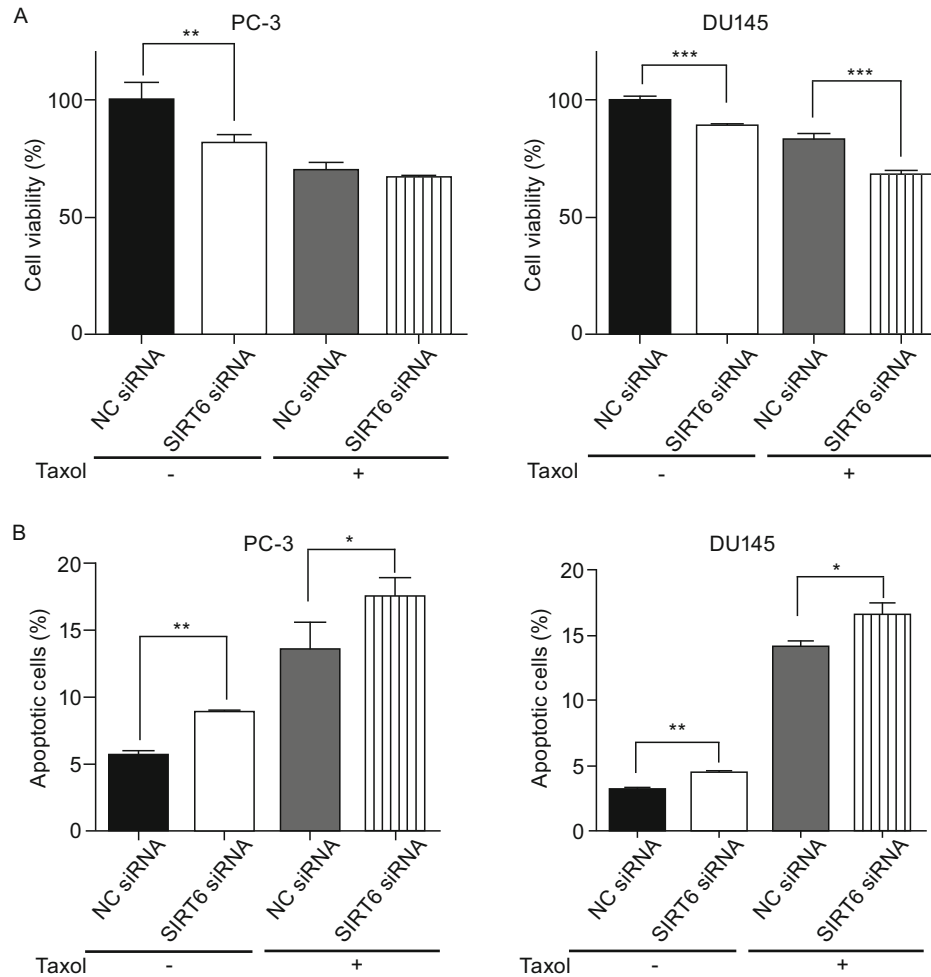 A
PC-3
DU145
**
***
***
Cell viability (%)
100
50
0
Cell viability (%)
100
50
0
NC siRNA
SIRT6 siRNA
NC siRNA
SIRT6 siRNA
NC siRNA
SIRT6 siRNA
NC siRNA
SIRT6 siRNA
Taxol - +
Taxol - +
B
PC-3
DU145
**
*
**
*
Apoptotic cells (%)
20
15
10
5
0
Apoptotic cells (%)
20
15
10
5
0
NC siRNA
SIRT6 siRNA
NC siRNA
SIRT6 siRNA
NC siRNA
SIRT6 siRNA
NC siRNA
SIRT6 siRNA
Taxol - +
Taxol - +